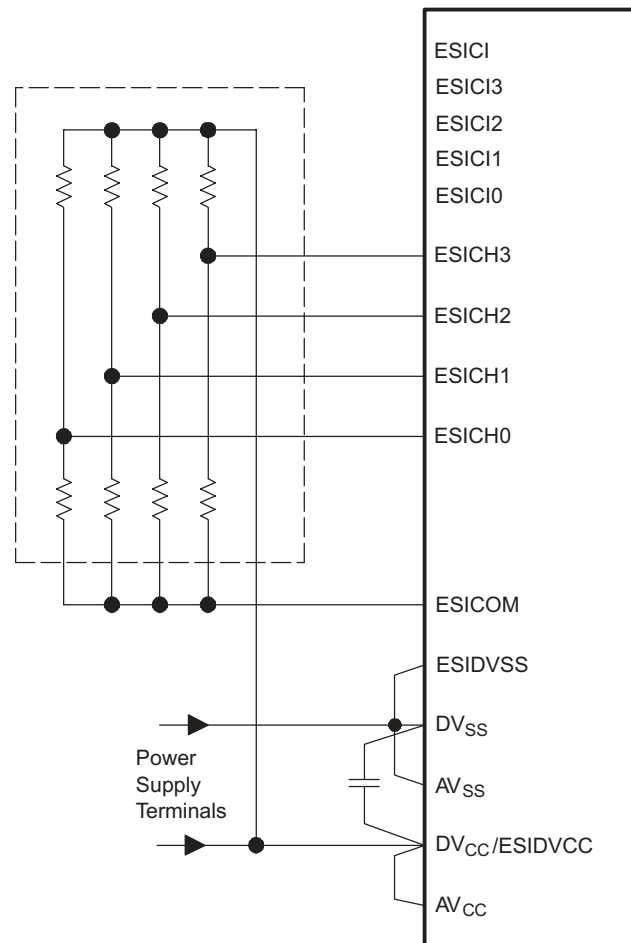 ESICI
ESICI3
ESICI2
ESICI1
ESICI0
ESICH3
ESICH2
ESICH1
ESICH0
ESICOM
ESIDVSS
DVSS
Power
Supply
Terminals
AVSS
DVCC/ESIDVCC
AVCC